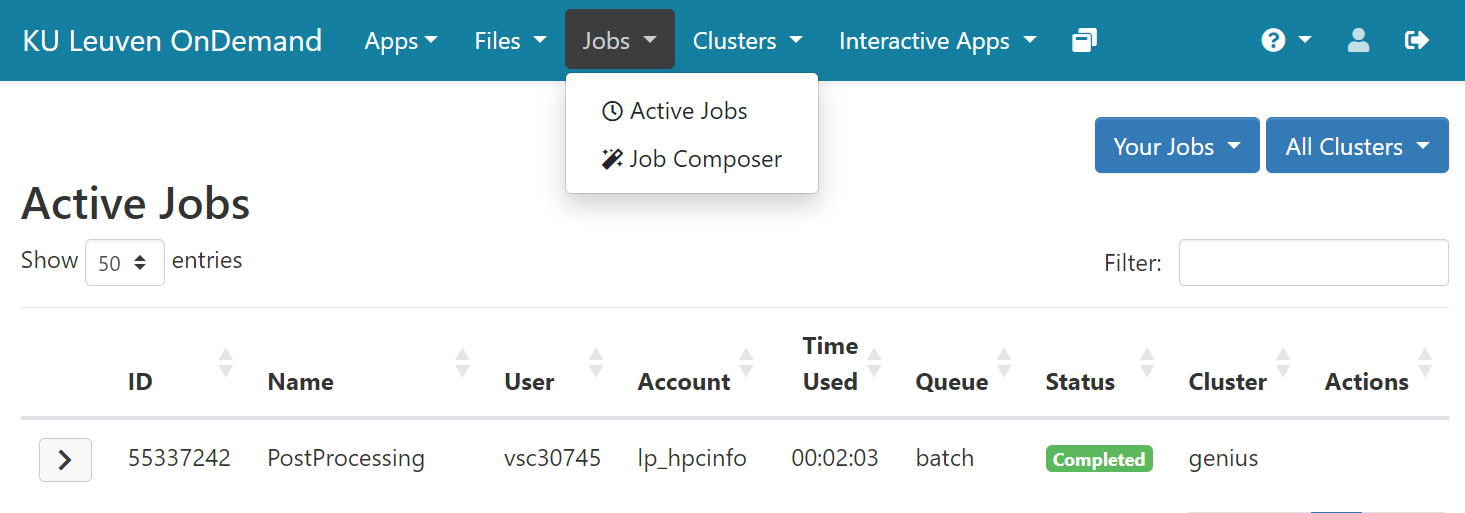 KU Leuven OnDemand Apps Files Jobs Clusters Interactive Apps
Active Jobs
Job Composer
Your Jobs All Clusters
Active Jobs
Show 50 entries Filter:
ID Name User Account Time Used Queue Status Cluster Actions
55337242 PostProcessing vsc30745 lp_hpcinfo 00:02:03 batch Completed genius